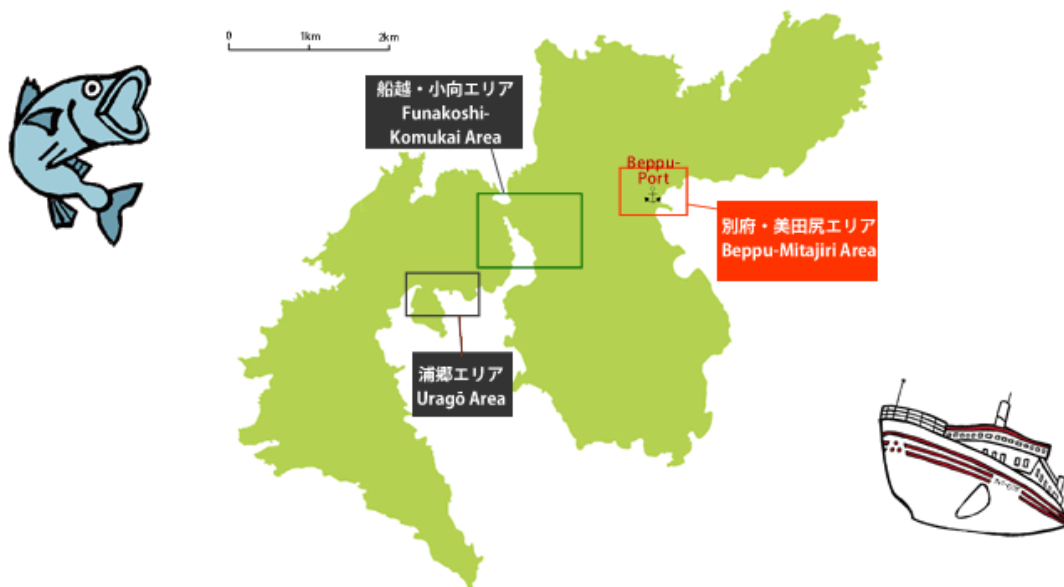 0 1km 2km
船越・小向エリア
Funakoshi-
Komukai Area
Beppu-
Port
別府・美田尻エリア
Beppu-Mitajiri Area
浦郷エリア
Uragō Area